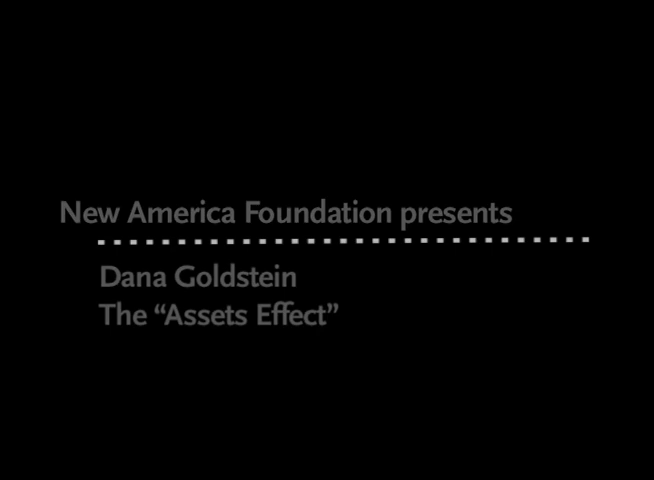 New America Foundation presents
Dana Goldstein
The “Assets Effect”